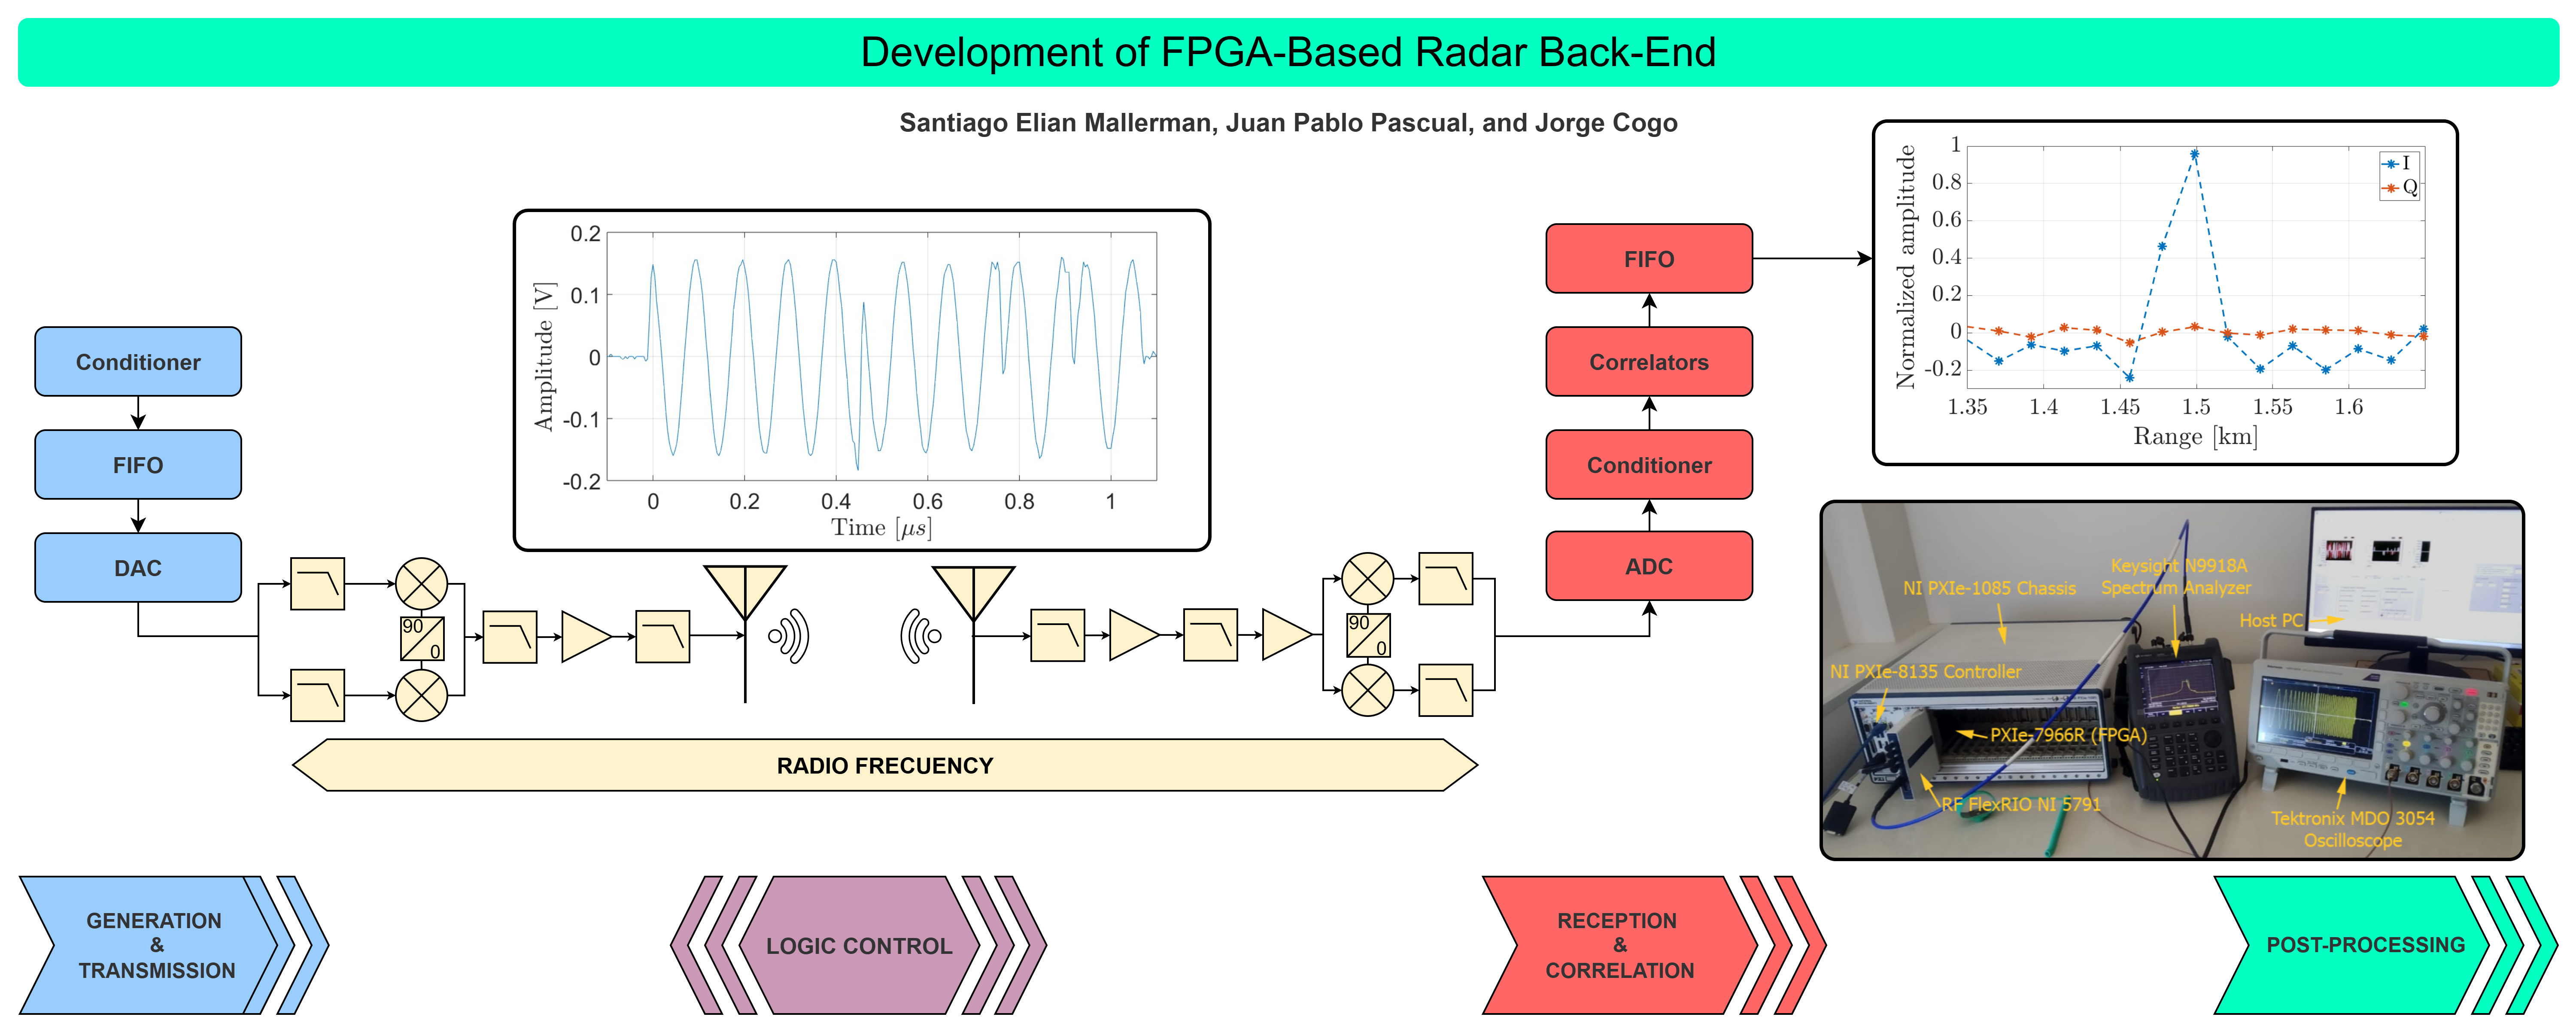 Development of FPGA-Based Radar Back-End
Santiago Elian Mallerman, Juan Pablo Pascual, and Jorge Cogo
Conditioner
FIFO
DAC
0.2
0.1
0
-0.1
-0.2
Amplitude [V]
0 0.2 0.4 0.6 0.8 1
Time [μs]
90
0
90
0
RADIO FRECUENCY
FIFO
Correlators
Conditioner
ADC
1
0.8
0.6
0.4
0.2
0
-0.2
Normalized amplitude
I
Q
1.35 1.4 1.45 1.5 1.55 1.6
Range [km]
Keysight N9918A
Spectrum Analyzer
NI PXIe-1085 Chassis
Host PC
NI PXIe-8135 Controller
PXIe-7966R (FPGA)
RF FlexRIO NI 5791
Tektronix MDO 3054
Oscilloscope
GENERATION
&
TRANSMISSION
LOGIC CONTROL
RECEPTION
&
CORRELATION
POST-PROCESSING